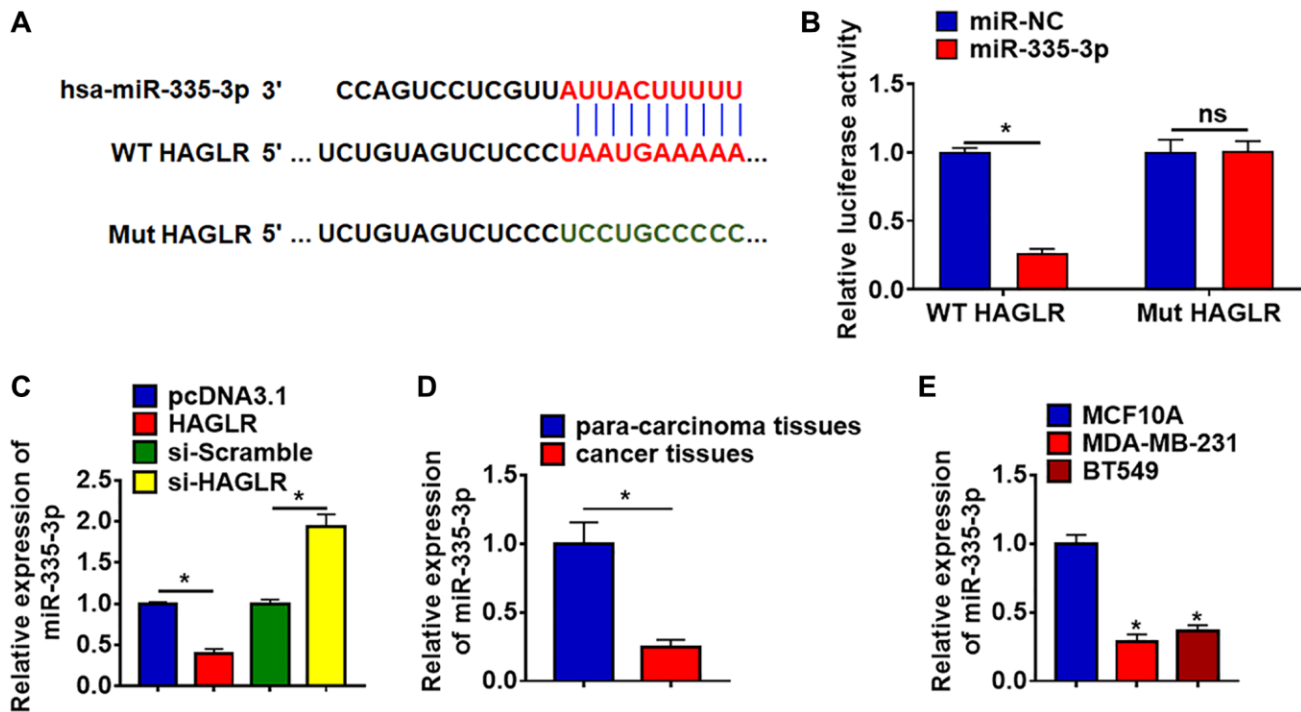 A
hsa-miR-335-3p 3' CCAGUCCUCGUUAUUACUUUUU
WT HAGLR 5' ... UCUGUAGUCUCCCUAAUGAAAAA...
Mut HAGLR 5' ... UCUGUAGUCUCCCUCCUGCCCCC...
B
miR-NC
miR-335-3p
Relative luciferase activity
1.5
1.0
0.5
0.0
*
ns
WT HAGLR
Mut HAGLR
C
pcDNA3.1
HAGLR
si-Scramble
si-HAGLR
Relative expression of
miR-335-3p
2.5
2.0
1.5
1.0
0.5
0.0
*
*
D
para-carcinoma tissues
cancer tissues
Relative expression
of miR-335-3p
1.5
1.0
0.5
0.0
*
E
MCF10A
MDA-MB-231
BT549
Relative expression
of miR-335-3p
1.5
1.0
0.5
0.0
*
*